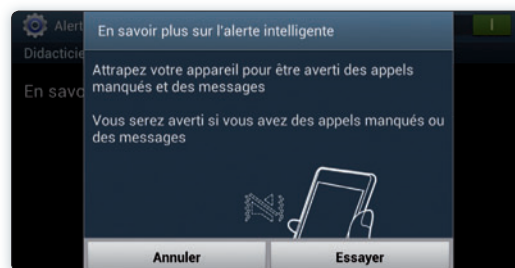 Alert
En savoir plus sur l'alerte intelligente
Didacticie
En savo
Attrapez votre appareil pour être averti des appels
manqués et des messages
Vous serez averti si vous avez des appels manqués ou
des messages
Annuler
Essayer